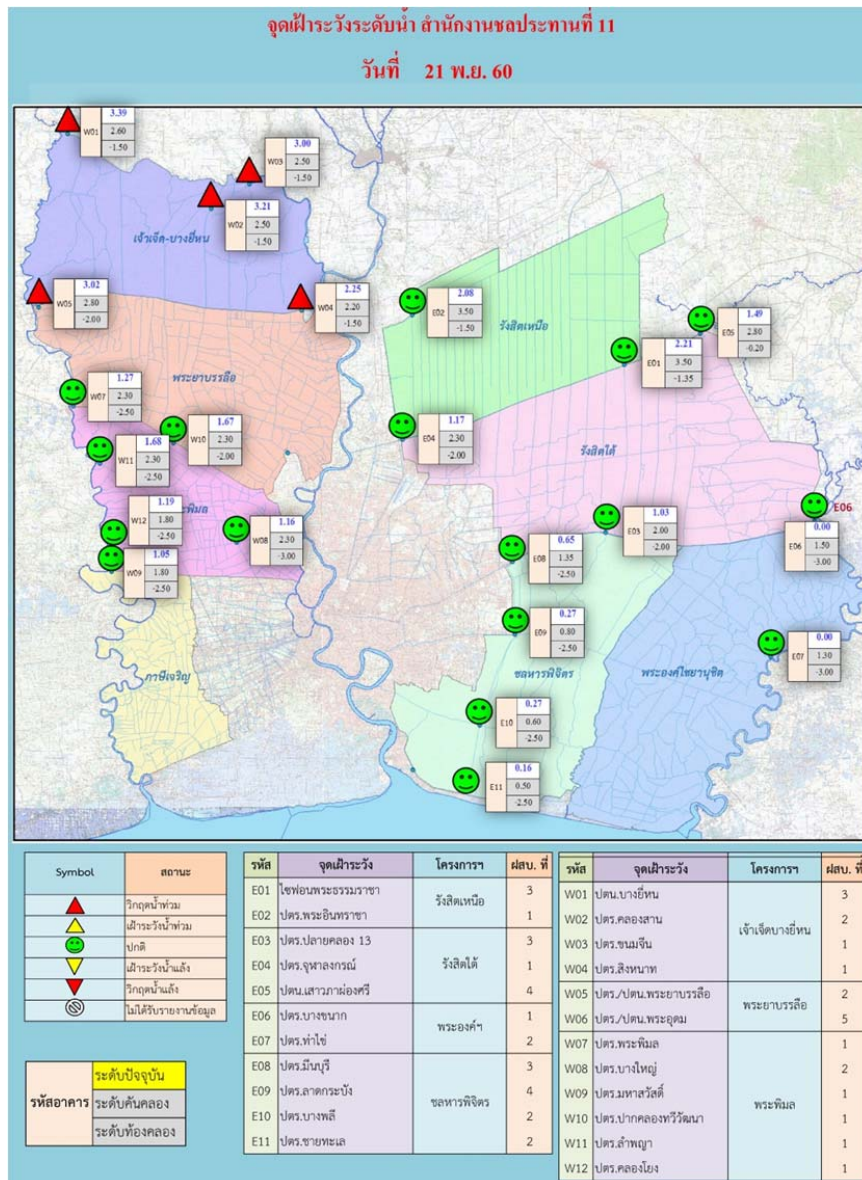 จุดเฝ้าระวังระดับน้ำ สำนักงานชลประทานที่ 11
วันที่ 21 พ.ย. 60
W01 3.39 2.60 -1.50
W03 3.00 2.50 -1.50
W02 3.21 2.50 -1.50
เจ้าเจ็ด-บางยี่หน
W05 3.02 2.80 -2.00
W04 2.25 2.20 -1.50
E02 2.08 3.50 -1.50
รังสิตเหนือ
E05 1.49 2.80 -0.20
E01 2.21 3.50 -1.35
พระยาบรรลือ
W07 1.27 2.30 -2.50
W10 1.67 2.30 -2.00
E04 1.17 2.30 -2.00
รังสิตใต้
W11 1.68 2.30 -2.50
W12 1.19 1.80 -2.50
ะพิมล
W08 1.16 2.30 -3.00
E03 1.03 2.00 -2.00
E06
E06 0.00 1.50 -3.00
W09 1.05 1.80 -2.50
E08 0.65 1.35 -2.50
E09 0.27 0.80 -2.50
E07 0.00 1.30 -3.00
ภาษีเจริญ
ชลหารพิจิตร
พระองค์ไชยานุชิต
E10 0.27 0.60 -2.50
E11 0.16 0.50 -2.50
Symbol สถานะ
วิกฤตน้ำท่วม
เฝ้าระวังน้ำท่วม
ปกติ
เฝ้าระวังน้ำแล้ง
วิกฤตน้ำแล้ง
ไม่ได้รับรายงานข้อมูล
รหัสอาคาร
ระดับปัจจุบัน
ระดับคันคลอง
ระดับท้องคลอง
รหัส จุดเฝ้าระวัง โครงการฯ ฝสบ. ที่
E01 ไซฟอนพระธรรมราชา รังสิตเหนือ 3
E02 ปตร.พระอินทราชา 1
E03 ปตร.ปลายคลอง 13 รังสิตใต้ 3
E04 ปตร.จุฬาลงกรณ์ 1
E05 ปตน.เสาวภาผ่องศรี 4
E06 ปตร.บางขนาก พระองค์ฯ 1
E07 ปตร.ท่าไข่ 2
E08 ปตร.มีนบุรี ชลหารพิจิตร 3
E09 ปตร.ลาดกระบัง 4
E10 ปตร.บางพลี 2
E11 ปตร.ชายทะเล 2
รหัส จุดเฝ้าระวัง โครงการฯ ฝสบ. ที่
W01 ปตน.บางยี่หน เจ้าเจ็ดบางยี่หน 3
W02 ปตร.คลองสาน 2
W03 ปตร.ขนมจีน 1
W04 ปตร.สิงหนาท 1
W05 ปตร./ปตน.พระยาบรรลือ พระยาบรรลือ 2
W06 ปตร./ปตน.พระอุดม 5
W07 ปตร.พระพิมล พระพิมล 1
W08 ปตร.บางใหญ่ 2
W09 ปตร.มหาสวัสดิ์ 1
W10 ปตร.ปากคลองทวีวัฒนา 1
W11 ปตร.ลำพญา 1
W12 ปตร.คลองโยง 1